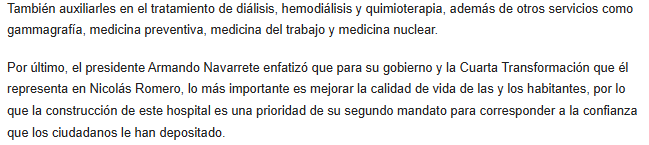 También auxiliarles en el tratamiento de diálisis, hemodiálisis y quimioterapia, además de otros servicios como
gammagrafía, medicina preventiva, medicina del trabajo y medicina nuclear.
Por último, el presidente Armando Navarrete enfatizó que para su gobierno y la Cuarta Transformación que él
representa en Nicolás Romero, lo más importante es mejorar la calidad de vida de las y los habitantes, por lo
que la construcción de este hospital es una prioridad de su segundo mandato para corresponder a la confianza
que los ciudadanos le han depositado.